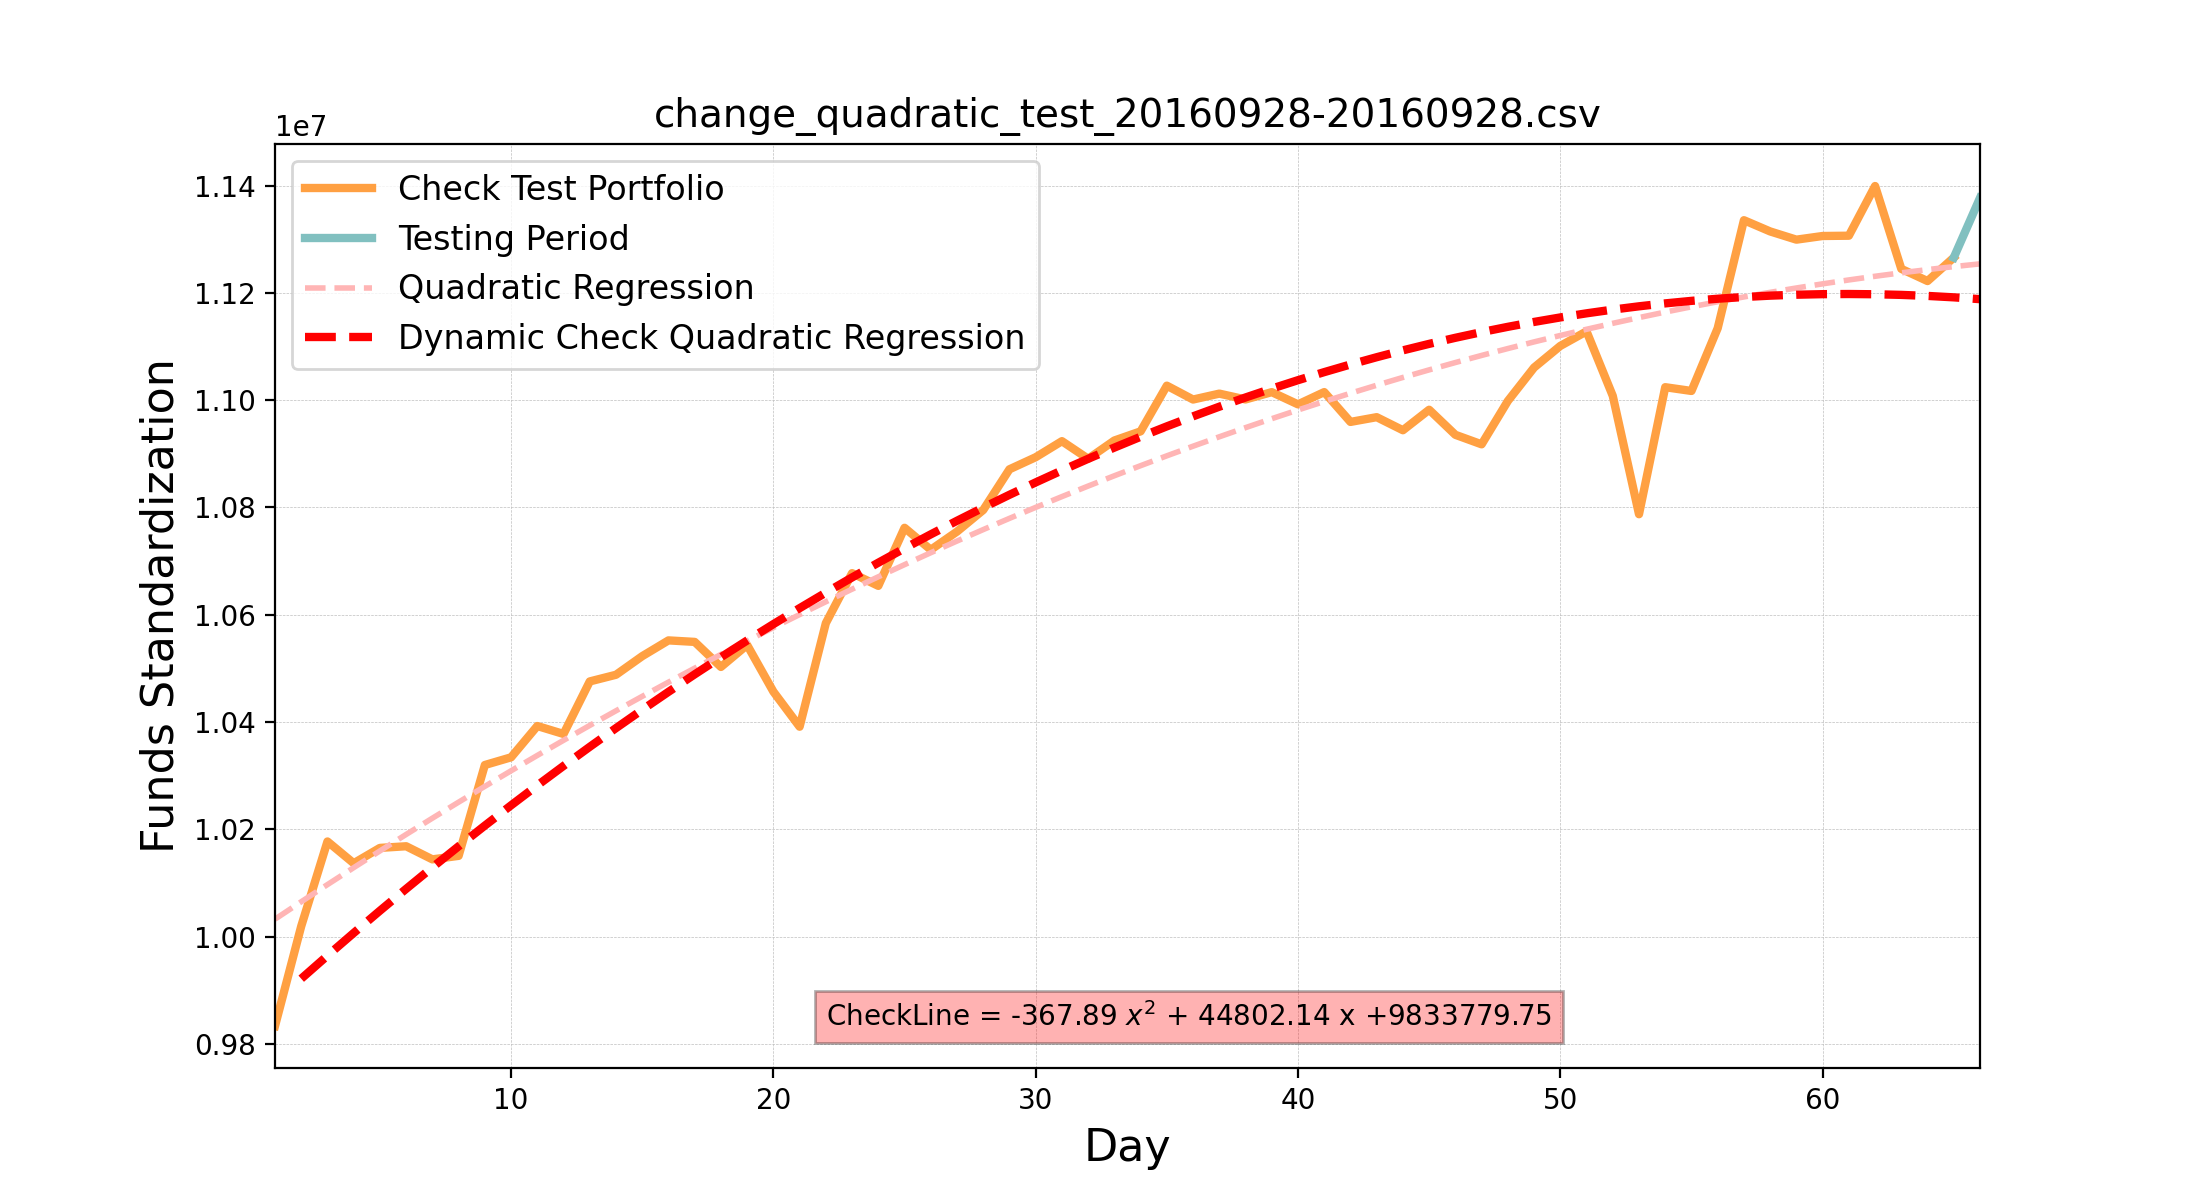 change_quadratic_test_20160928-20160928.csv
1e7
Check Test Portfolio
Testing Period
Quadratic Regression
Dynamic Check Quadratic Regression
1.14
1.12
1.10
1.08
1.06
1.04
1.02
1.00
0.98
Funds Standardization
CheckLine = -367.89 x² + 44802.14 x +9833779.75
10 20 30 40 50 60
Day